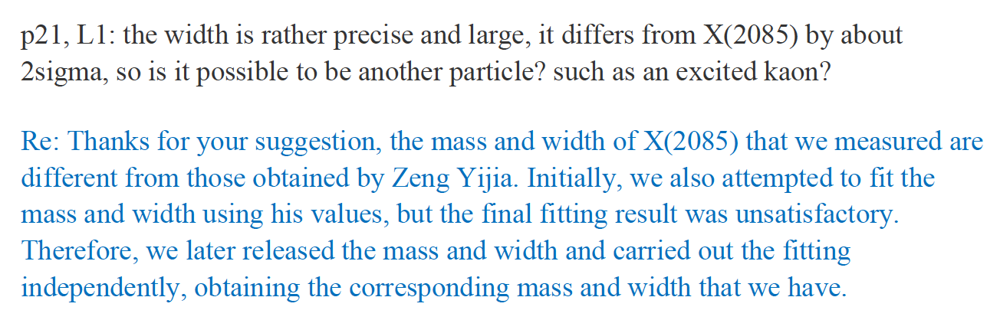 p21, L1: the width is rather precise and large, it differs from X(2085) by about
2sigma, so is it possible to be another particle? such as an excited kaon?
Re: Thanks for your suggestion, the mass and width of X(2085) that we measured are
different from those obtained by Zeng Yijia. Initially, we also attempted to fit the
mass and width using his values, but the final fitting result was unsatisfactory.
Therefore, we later released the mass and width and carried out the fitting
independently, obtaining the corresponding mass and width that we have.